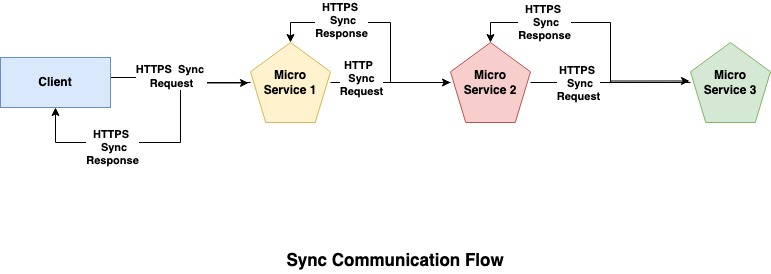 HTTPS
Sync
Response
HTTPS
Sync
Response
Client
HTTPS Sync
Request
Micro
Service 1
HTTP
Sync
Request
Micro
Service 2
HTTPS
Sync
Request
Micro
Service 3
HTTPS
Sync
Response
Sync Communication Flow